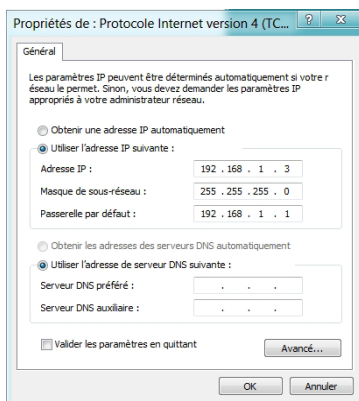 Propriétés de : Protocole Internet version 4 (TC...
Général
Les paramètres IP peuvent être déterminés automatiquement si votre r
éseau le permet. Sinon, vous devez demander les paramètres IP
appropriés à votre administrateur réseau.
Obtenir une adresse IP automatiquement
Utiliser l'adresse IP suivante :
Adresse IP : 192 . 168 . 1 . 3
Masque de sous-réseau : 255 . 255 . 255 . 0
Passerelle par défaut : 192 . 168 . 1 . 1
Obtenir les adresses des serveurs DNS automatiquement
Utiliser l'adresse de serveur DNS suivante :
Serveur DNS préféré : . . .
Serveur DNS auxiliaire : . . .
Valider les paramètres en quittant
Avancé...
OK Annuler